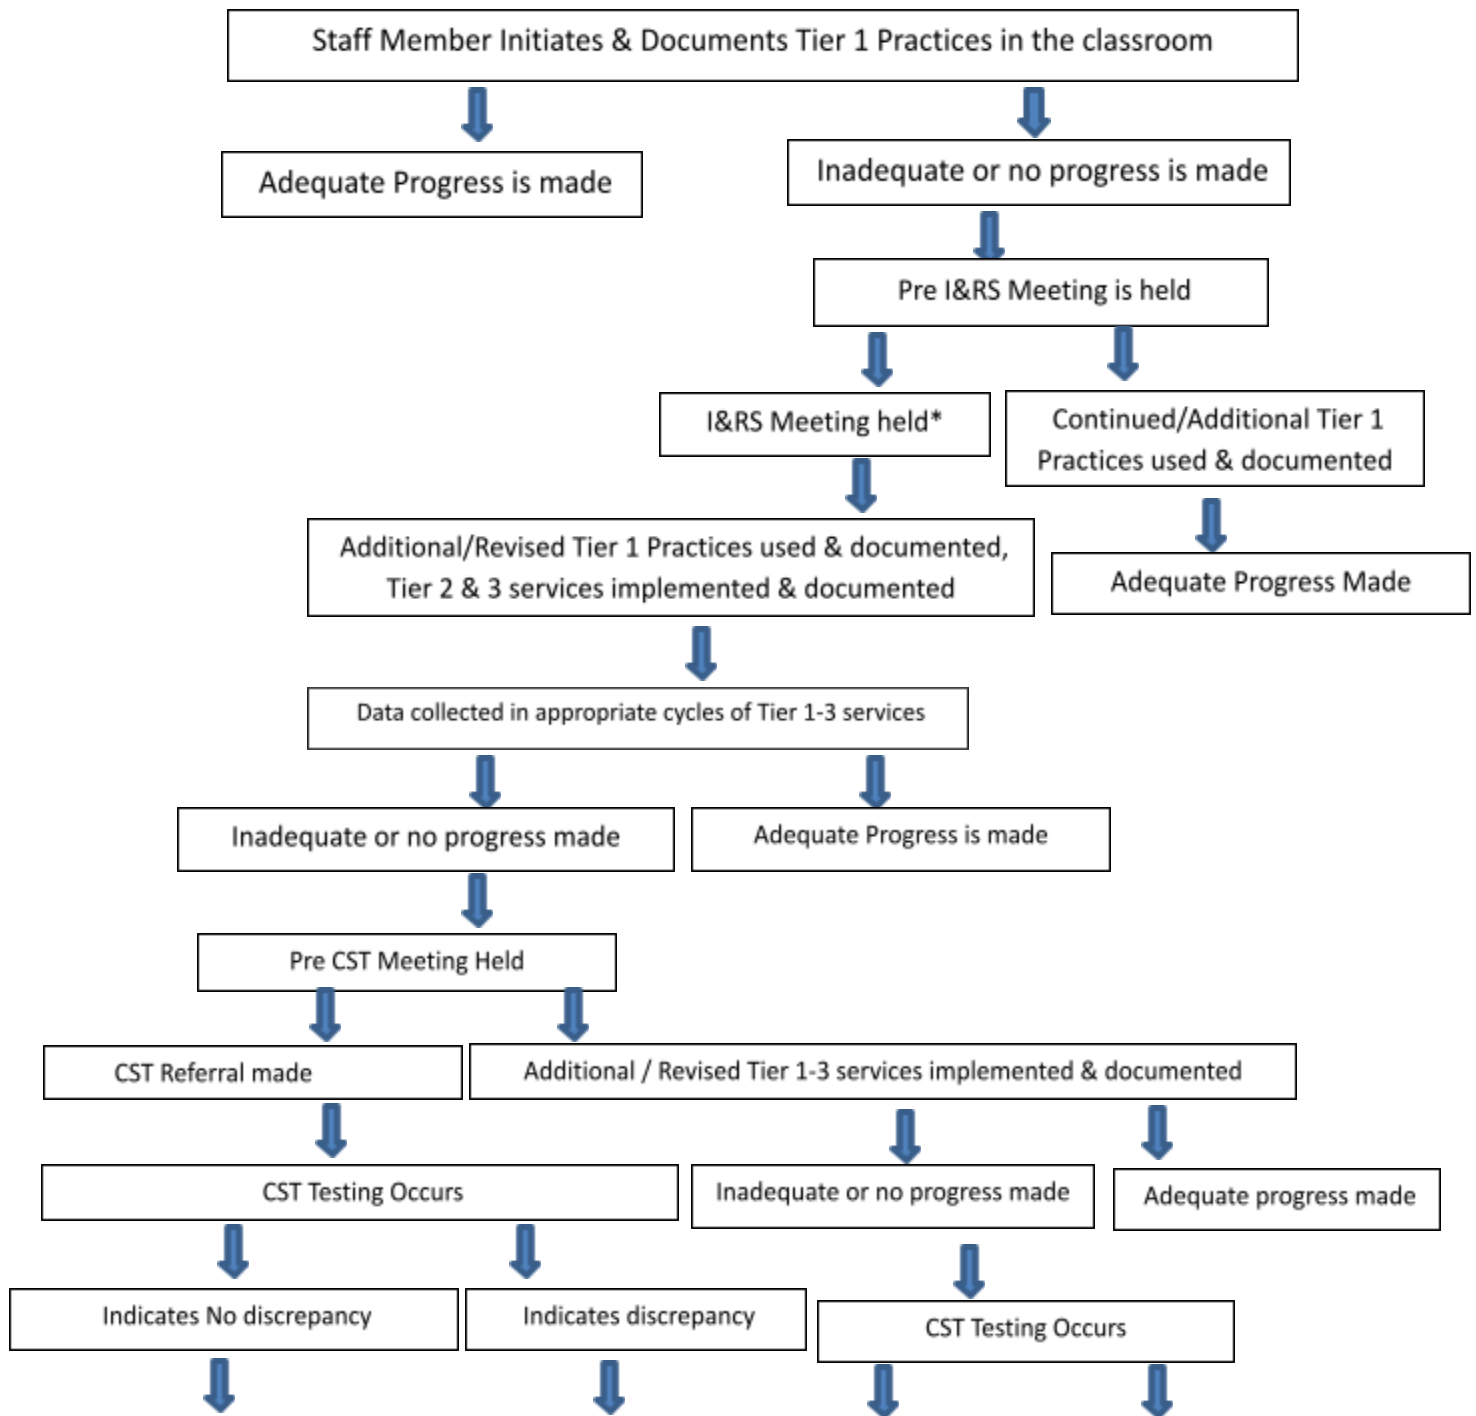 Staff Member Initiates & Documents Tier 1 Practices in the classroom
Adequate Progress is made
Inadequate or no progress is made
Pre I&RS Meeting is held
I&RS Meeting held*
Continued/Additional Tier 1
Practices used & documented
Additional/Revised Tier 1 Practices used & documented,
Tier 2 & 3 services implemented & documented
Adequate Progress Made
Data collected in appropriate cycles of Tier 1-3 services
Inadequate or no progress made
Adequate Progress is made
Pre CST Meeting Held
CST Referral made
Additional / Revised Tier 1-3 services implemented & documented
CST Testing Occurs
Inadequate or no progress made
Adequate progress made
Indicates No discrepancy
Indicates discrepancy
CST Testing Occurs